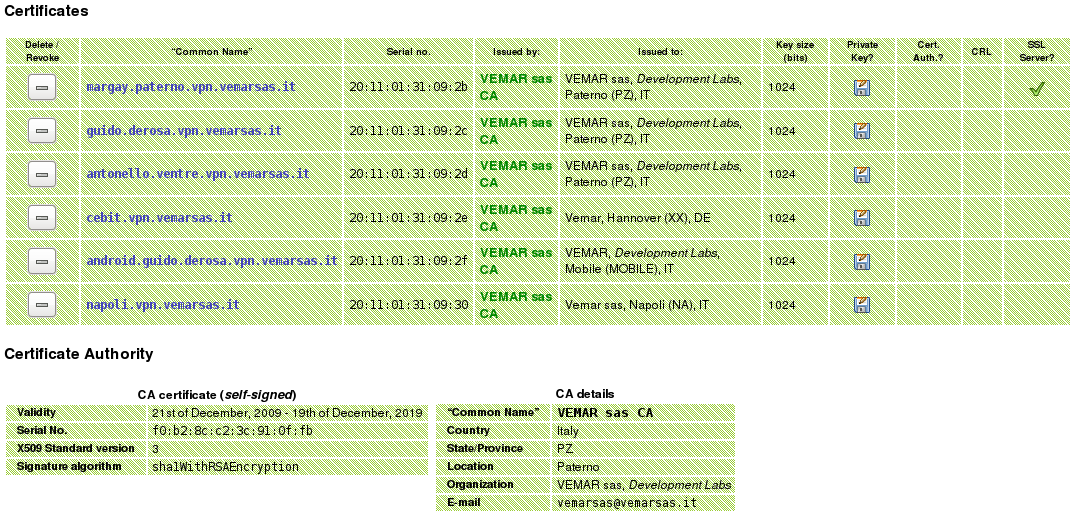 Certificates
Delete / Revoke “Common Name” Serial no. Issued by: Issued to: Key size (bits) Private Key? Cert. Auth.? CRL SSL Server?
margay.paterno.vpn.vemarsas.it 20:11:01:31:09:2b VEMAR sas CA VEMAR sas, Development Labs, Paterno (PZ), IT 1024
guido.derosa.vpn.vemarsas.it 20:11:01:31:09:2c VEMAR sas CA VEMAR sas, Development Labs, Paterno (PZ), IT 1024
antonello.ventre.vpn.vemarsas.it 20:11:01:31:09:2d VEMAR sas CA VEMAR sas, Development Labs, Paterno (PZ), IT 1024
cebit.vpn.vemarsas.it 20:11:01:31:09:2e VEMAR sas CA Vemar, Hannover (XX), DE 1024
android.guido.derosa.vpn.vemarsas.it 20:11:01:31:09:2f VEMAR sas CA VEMAR, Development Labs, Mobile (MOBILE), IT 1024
napoli.vpn.vemarsas.it 20:11:01:31:09:30 VEMAR sas CA Vemar sas, Napoli (NA), IT 1024
Certificate Authority
CA certificate (self-signed)
Validity 21st of December, 2009 - 19th of December, 2019
Serial No. f0:b2:8c:c2:3c:91:0f:fb
X509 Standard version 3
Signature algorithm sha1WithRSAEncryption
CA details
“Common Name” VEMAR sas CA
Country Italy
State/Province PZ
Location Paterno
Organization VEMAR sas, Development Labs
E-mail vemarsas@vemarsas.it